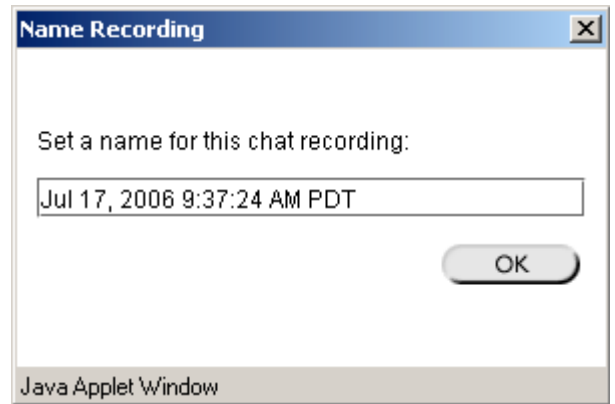 Name Recording
Set a name for this chat recording:
Jul 17, 2006 9:37:24 AM PDT
OK
Java Applet Window